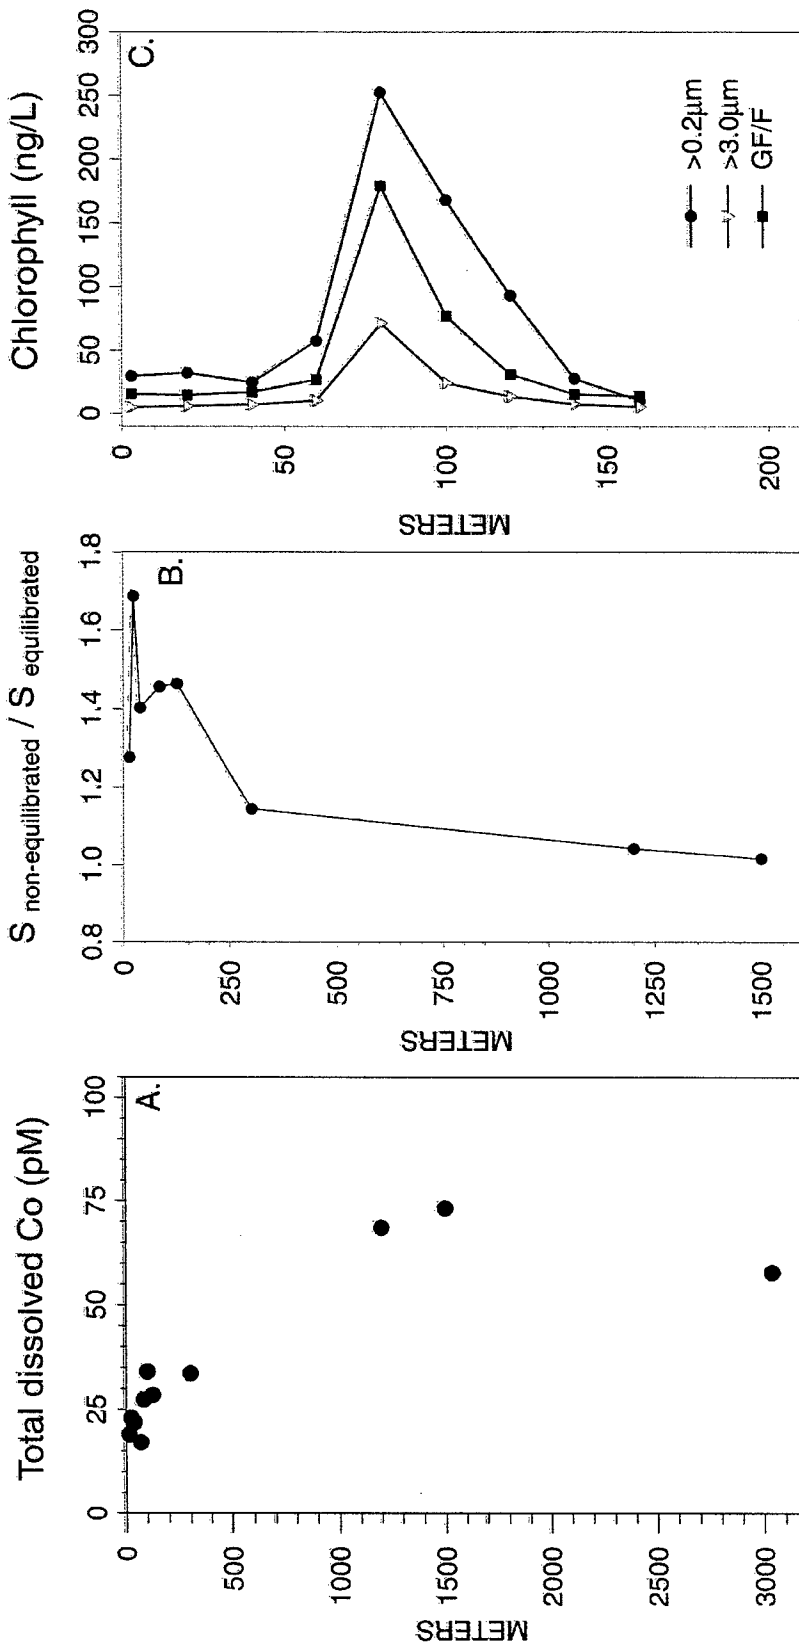 Total dissolved Co (pM)
0 25 50 75 100
A.
METERS
0
500
1000
1500
2000
2500
3000
S non-equilibrated / S equilibrated
0.8 1.0 1.2 1.4 1.6 1.8
B.
METERS
0
250
500
750
1000
1250
1500
Chlorophyll (ng/L)
0 50 100 150 200 250 300
C.
METERS
0
50
100
150
200
>0.2µm
>3.0µm
GF/F